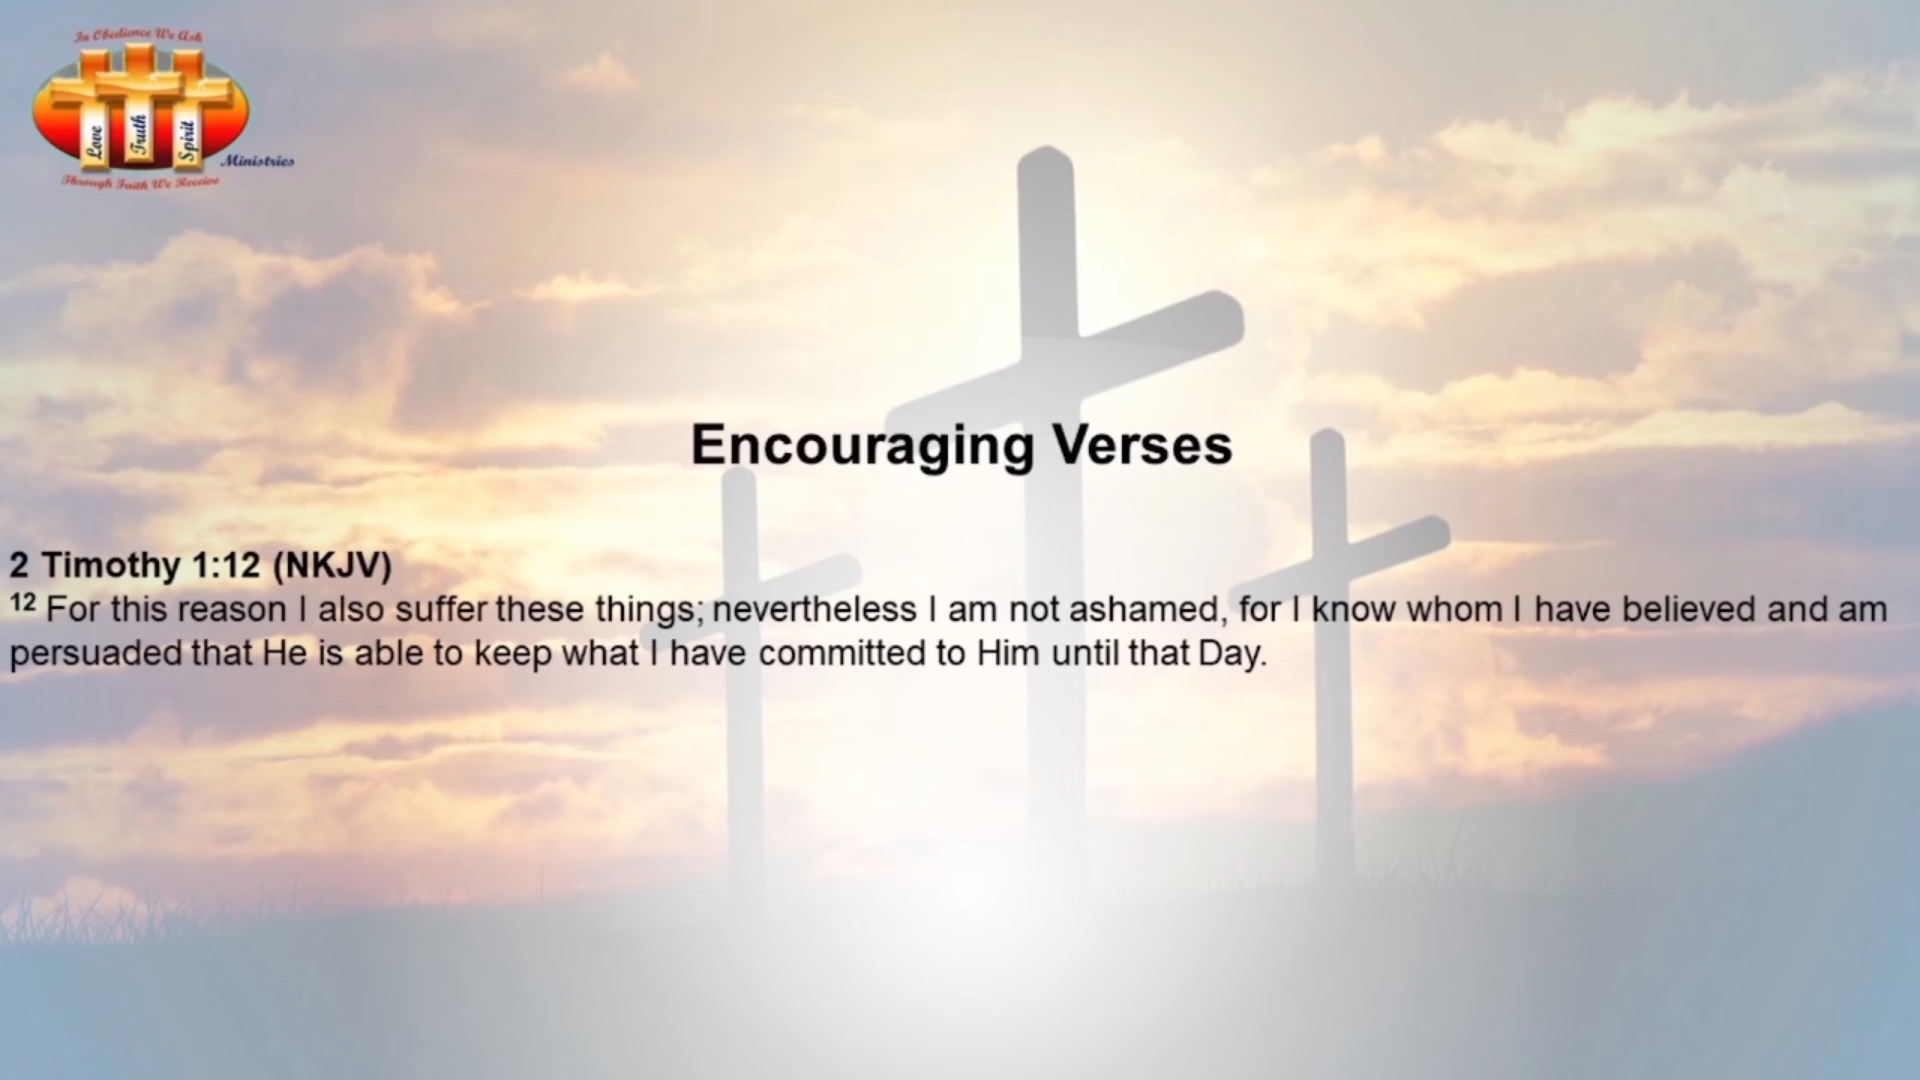 In Obedience We Ask
Love
Truth
Spirit
Ministries
Through Faith We Receive
Encouraging Verses
2 Timothy 1:12 (NKJV)
12 For this reason I also suffer these things; nevertheless I am not ashamed, for I know whom I have believed and am
persuaded that He is able to keep what I have committed to Him until that Day.